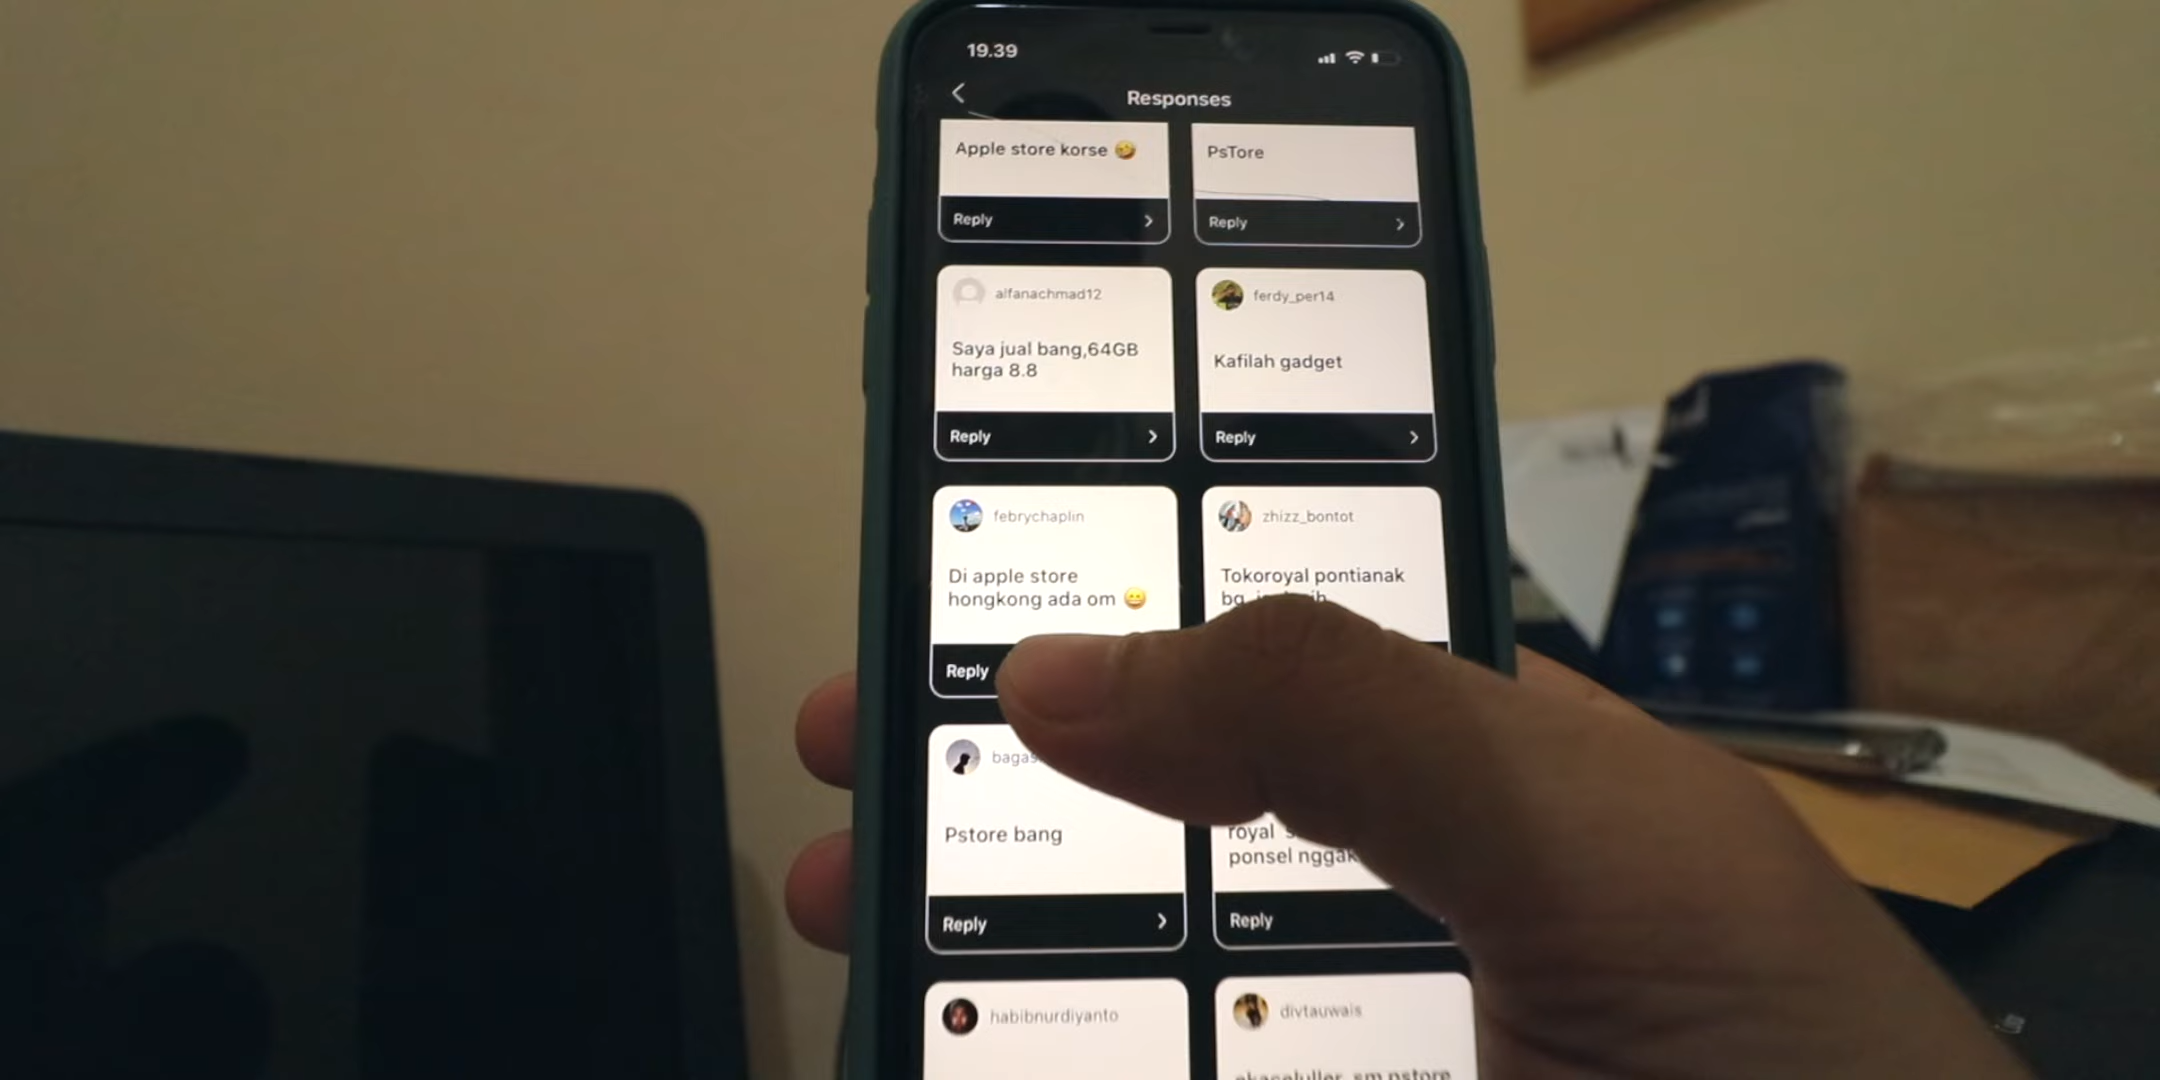 19.39
Responses
Apple store korse 🤣
Reply
PsTore
Reply
alfanachmad12
Saya jual bang,64GB
harga 8.8
Reply
ferdy_per14
Kafilah gadget
Reply
febrychaplin
Di apple store
hongkong ada om 😄
Reply
zhizz_bontot
Tokoroyal pontianak
bg
Pstore bang
Reply
royal
ponsel nggak
Reply
habibnurdiyanto
divtauwais
pstore